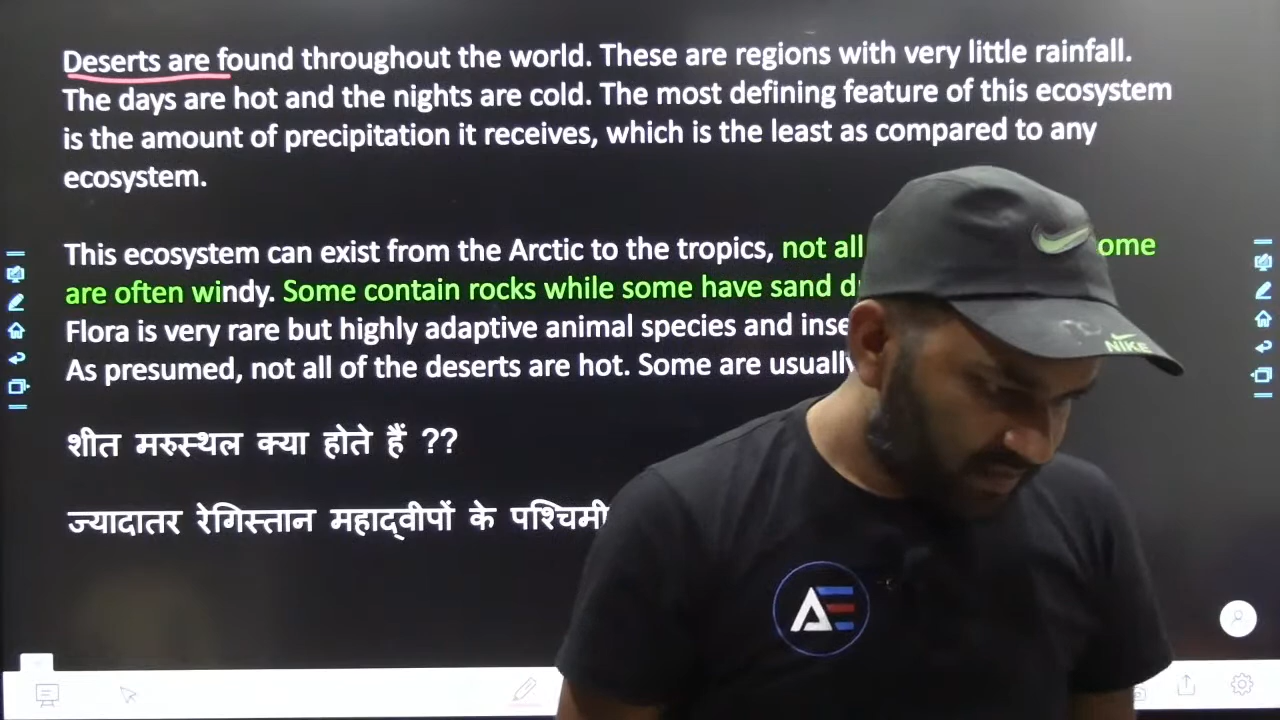 Deserts are found throughout the world. These are regions with very little rainfall.
The days are hot and the nights are cold. The most defining feature of this ecosystem
is the amount of precipitation it receives, which is the least as compared to any
ecosystem.
This ecosystem can exist from the Arctic to the tropics, not all
are often windy. Some contain rocks while some have sand
Flora is very rare but highly adaptive animal species and
As presumed, not all of the deserts are hot. Some are usually
शीत मरुस्थल क्या होते हैं ??
ज्यादातर रेगिस्तान महाद्वीपों के पश्चिमी
NIKE
AE